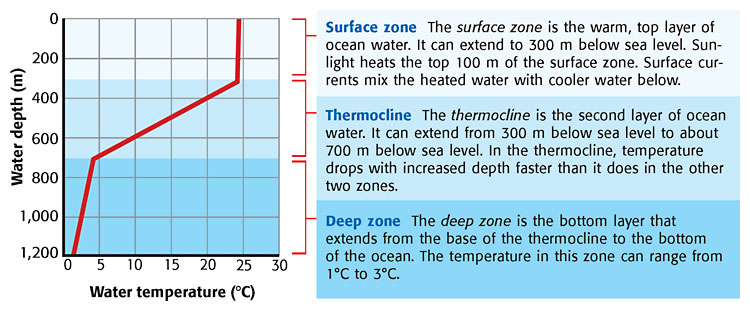 0
200
400
600
800
1,000
1,200
Water depth (m)
0 5 10 15 20 25 30
Water temperature (°C)
Surface zone The surface zone is the warm, top layer of
ocean water. It can extend to 300 m below sea level. Sun-
light heats the top 100 m of the surface zone. Surface cur-
rents mix the heated water with cooler water below.
Thermocline The thermocline is the second layer of ocean
water. It can extend from 300 m below sea level to about
700 m below sea level. In the thermocline, temperature
drops with increased depth faster than it does in the other
two zones.
Deep zone The deep zone is the bottom layer that
extends from the base of the thermocline to the bottom
of the ocean. The temperature in this zone can range from
1°C to 3°C.